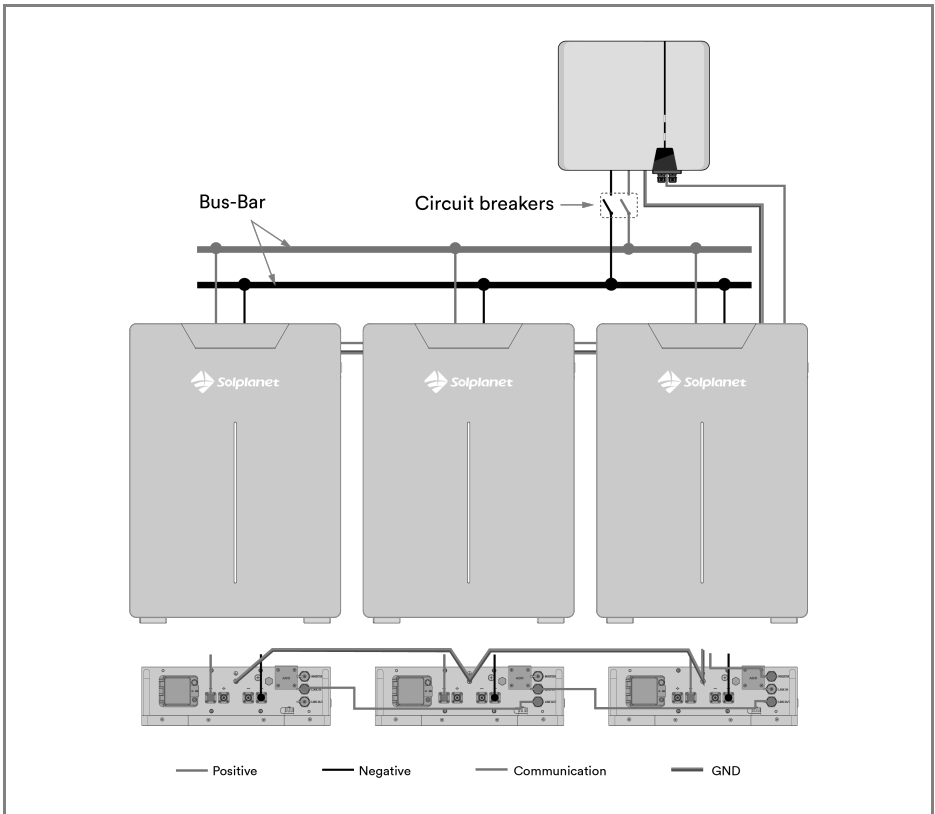 Bus-Bar
Circuit breakers
Solplanet
Solplanet
Solplanet
Positive
Negative
Communication
GND